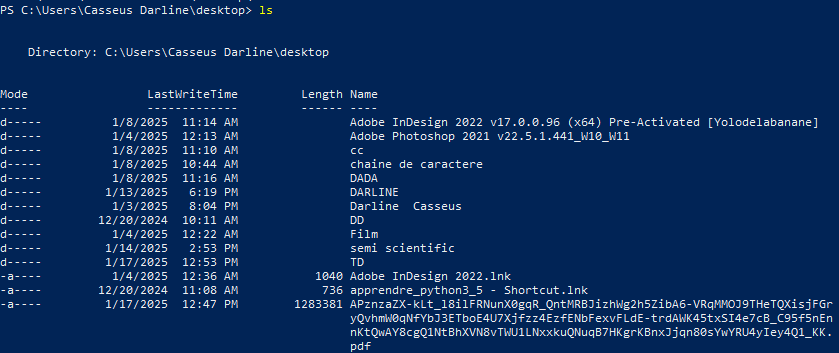 PS C:\Users\Casseus Darline\desktop> ls
Directory: C:\Users\Casseus Darline\desktop
Mode LastWriteTime Length Name
---- ------------- ------ ----
d----- 1/8/2025 11:14 AM Adobe InDesign 2022 v17.0.0.96 (x64) Pre-Activated [Yolodelabanane]
d----- 1/4/2025 12:13 AM Adobe Photoshop 2021 v22.5.1.441_W10_W11
d----- 1/8/2025 11:10 AM cc
d----- 1/8/2025 10:44 AM chaine de caractere
d----- 1/8/2025 11:16 AM DADA
d----- 1/13/2025 6:19 PM DARLINE
d----- 1/3/2025 8:04 PM Darline  Casseus
d----- 12/20/2024 10:11 AM DD
d----- 1/4/2025 12:22 AM Film
d----- 1/14/2025 2:53 PM semi scientific
d----- 1/17/2025 12:53 PM TD
-a---- 1/4/2025 12:36 AM 1040 Adobe InDesign 2022.lnk
-a---- 12/20/2024 11:08 AM 736 apprendre_python3_5 - Shortcut.lnk
-a---- 1/17/2025 12:47 PM 1283381 APznzaZX-kLt_l8ilFRNunX0gqR_QntMRBJizhWg2h5ZibA6-VRqMMOJ9THeTQXisjFGr
yQvhmW0qNfYbJ3ETboE4U7Xjfzz4EzfENbFexvFLdE-trdAWK45txSI4e7cB_C95f5nEn
nKtQwAY8cgQ1NtBhXVN8vTWU1LNxxkuQNuqB7HKgrKBnxJjqn80sYwYRU4yIey4Q1_KK.
pdf